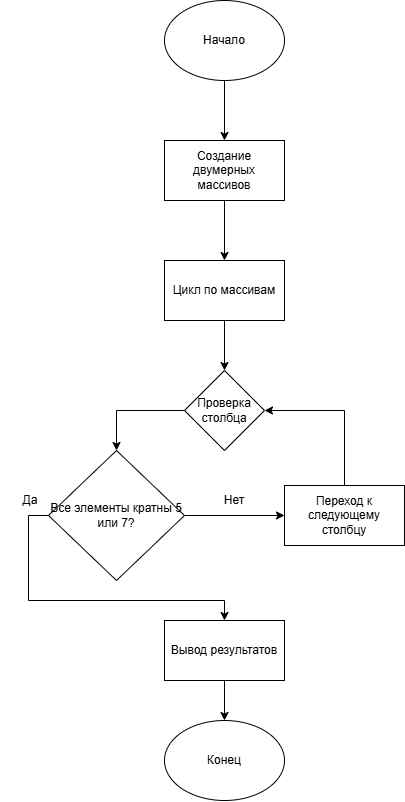 Начало
Создание
двумерных
массивов
Цикл по массивам
Проверка
столбца
Да
Все элементы кратны 5
или 7?
Нет
Переход к
следующему
столбцу
Вывод результатов
Конец